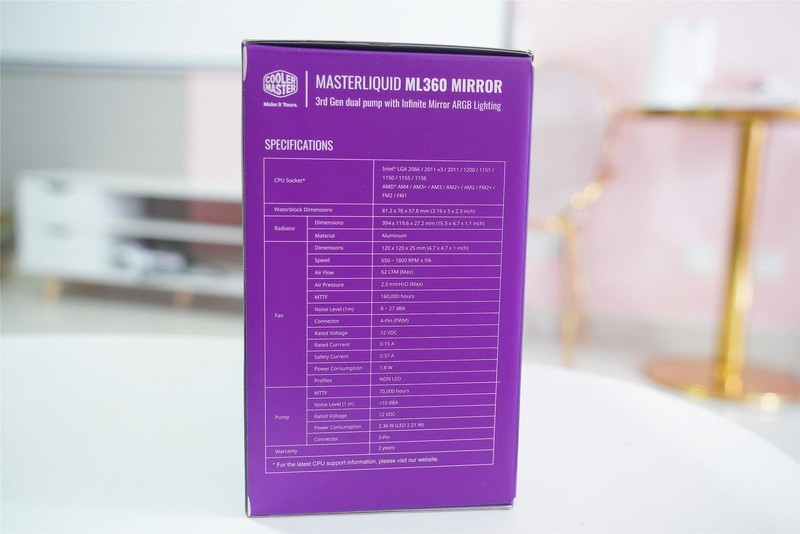 COOLER MASTER
Make It Yours.
MASTERLIQUID ML360 MIRROR
3rd Gen dual pump with Infinite Mirror ARGB Lighting
SPECIFICATIONS
CPU Socket* Intel® LGA 2066 / 2011-v3 / 2011 / 1200 / 1151 /
1150 / 1155 / 1156
AMD® AM4 / AM3+ / AM3 / AM2+ / AM2 / FM2+ /
FM2 / FM1
Waterblock Dimensions 81.2 x 76 x 57.8 mm (3.19 x 3 x 2.3 inch)
Radiator Dimensions 394 x 119.6 x 27.2 mm (15.5 x 4.7 x 1.1 inch)
Material Aluminum
Fan Dimensions 120 x 120 x 25 mm (4.7 x 4.7 x 1 inch)
Speed 650 ~ 1800 RPM ± 5%
Air Flow 62 CFM (Max)
Air Pressure 2.5 mmH₂O (Max)
MTTF 160,000 hours
Noise Level (1m) 8 ~ 27 dBA
Connector 4-Pin (PWM)
Rated Voltage 12 VDC
Rated Currrent 0.15 A
Safely Current 0.37 A
Power Consumption 1.8 W
Profiles NON LED
Pump MTTF 70,000 hours
Noise Level (1 m) <10 dBA
Rated Voltage 12 VDC
Power Consumption 2.36 W (LED 2.21 W)
Connector 3-Pin
Warranty 2 years
* For the latest CPU support information, please visit our website.